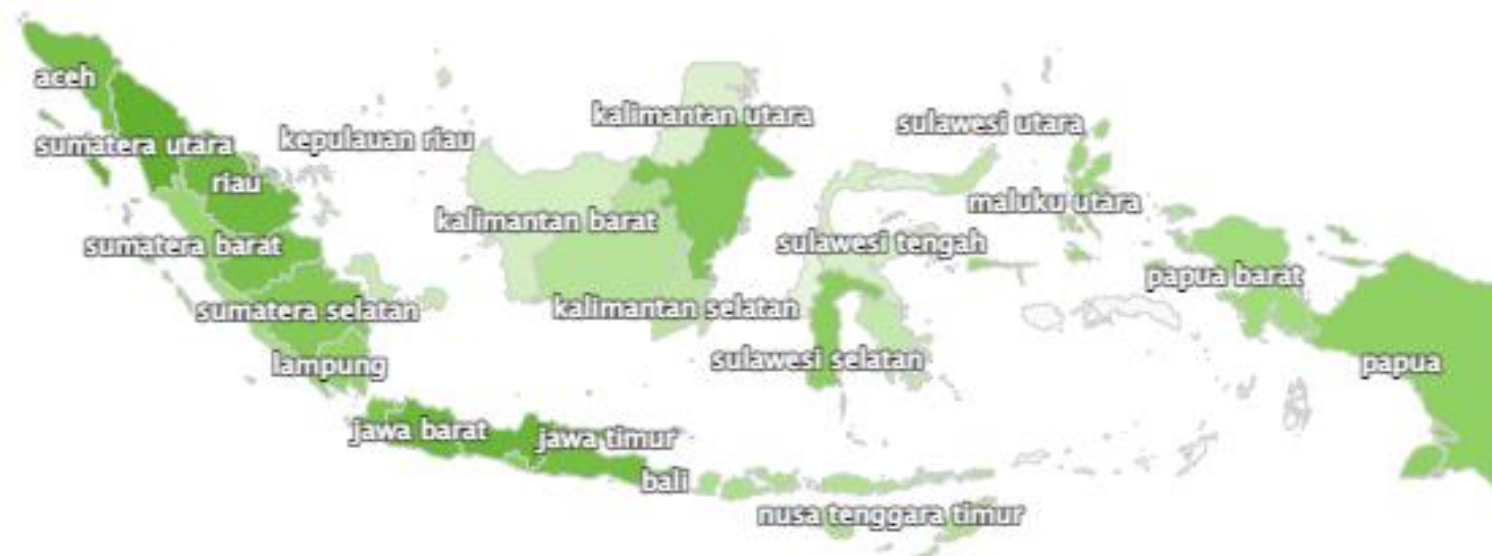 aceh
kalimantan utara
sulawesi utara
sumatera utara
kepulauan riau
riau
maluku utara
kalimantan barat
sumatera barat
sulawesi tengah
papua barat
sumatera selatan
kalimantan selatan
lampung
sulawesi selatan
papua
jawa barat
jawa timur
bali
nusa tenggara timur